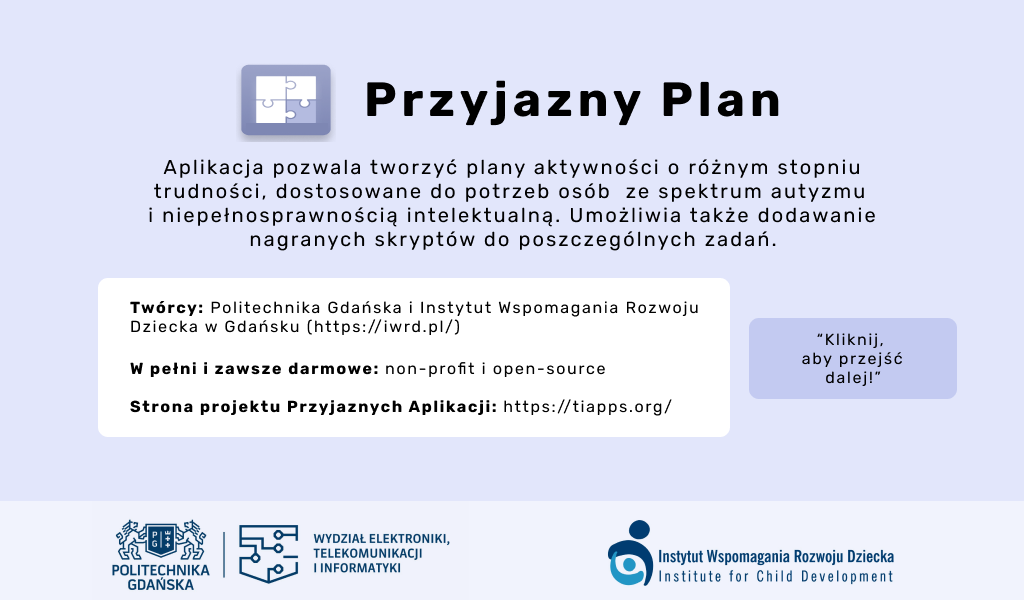 Przyjazny Plan
Aplikacja pozwala tworzyć plany aktywności o różnym stopniu
trudności, dostosowane do potrzeb osób ze spektrum autyzmu
i niepełnosprawnością intelektualną. Umożliwia także dodawanie
nagranych skryptów do poszczególnych zadań.
Twórcy: Politechnika Gdańska i Instytut Wspomagania Rozwoju
Dziecka w Gdańsku (https://iwrd.pl/)
W pełni i zawsze darmowe: non-profit i open-source
Strona projektu Przyjaznych Aplikacji: https://tiapps.org/
“Kliknij,
aby przejść
dalej!”
PG
POLITECHNIKA
GDAŃSKA
WYDZIAŁ ELEKTRONIKI,
TELEKOMUNIKACJI
I INFORMATYKI
Instytut Wspomagania Rozwoju Dziecka
Institute for Child Development